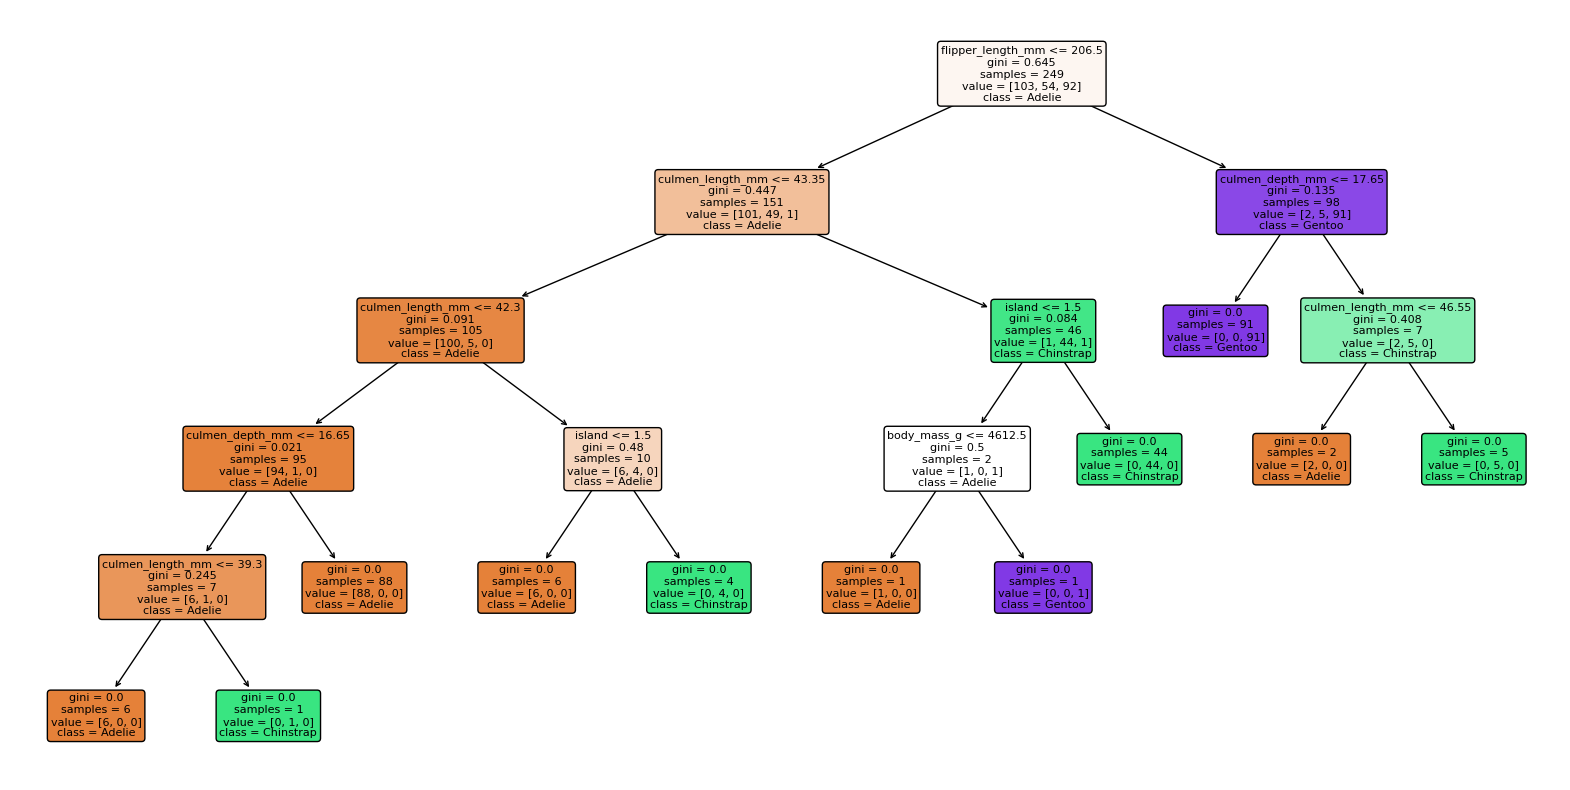 flipper_length_mm <= 206.5
gini = 0.645
samples = 249
value = [103, 54, 92]
class = Adelie
culmen_length_mm <= 43.35
gini = 0.447
samples = 151
value = [101, 49, 1]
class = Adelie
culmen_depth_mm <= 17.65
gini = 0.135
samples = 98
value = [2, 5, 91]
class = Gentoo
culmen_length_mm <= 42.3
gini = 0.091
samples = 105
value = [100, 5, 0]
class = Adelie
island <= 1.5
gini = 0.084
samples = 46
value = [1, 44, 1]
class = Chinstrap
gini = 0.0
samples = 91
value = [0, 0, 91]
class = Gentoo
culmen_length_mm <= 46.55
gini = 0.408
samples = 7
value = [2, 5, 0]
class = Chinstrap
culmen_depth_mm <= 16.65
gini = 0.021
samples = 95
value = [94, 1, 0]
class = Adelie
island <= 1.5
gini = 0.48
samples = 10
value = [6, 4, 0]
class = Adelie
body_mass_g <= 4612.5
gini = 0.5
samples = 2
value = [1, 0, 1]
class = Adelie
gini = 0.0
samples = 44
value = [0, 44, 0]
class = Chinstrap
gini = 0.0
samples = 2
value = [2, 0, 0]
class = Adelie
gini = 0.0
samples = 5
value = [0, 5, 0]
class = Chinstrap
culmen_length_mm <= 39.3
gini = 0.245
samples = 7
value = [6, 1, 0]
class = Adelie
gini = 0.0
samples = 88
value = [88, 0, 0]
class = Adelie
gini = 0.0
samples = 6
value = [6, 0, 0]
class = Adelie
gini = 0.0
samples = 4
value = [0, 4, 0]
class = Chinstrap
gini = 0.0
samples = 1
value = [1, 0, 0]
class = Adelie
gini = 0.0
samples = 1
value = [0, 0, 1]
class = Gentoo
gini = 0.0
samples = 6
value = [6, 0, 0]
class = Adelie
gini = 0.0
samples = 1
value = [0, 1, 0]
class = Chinstrap